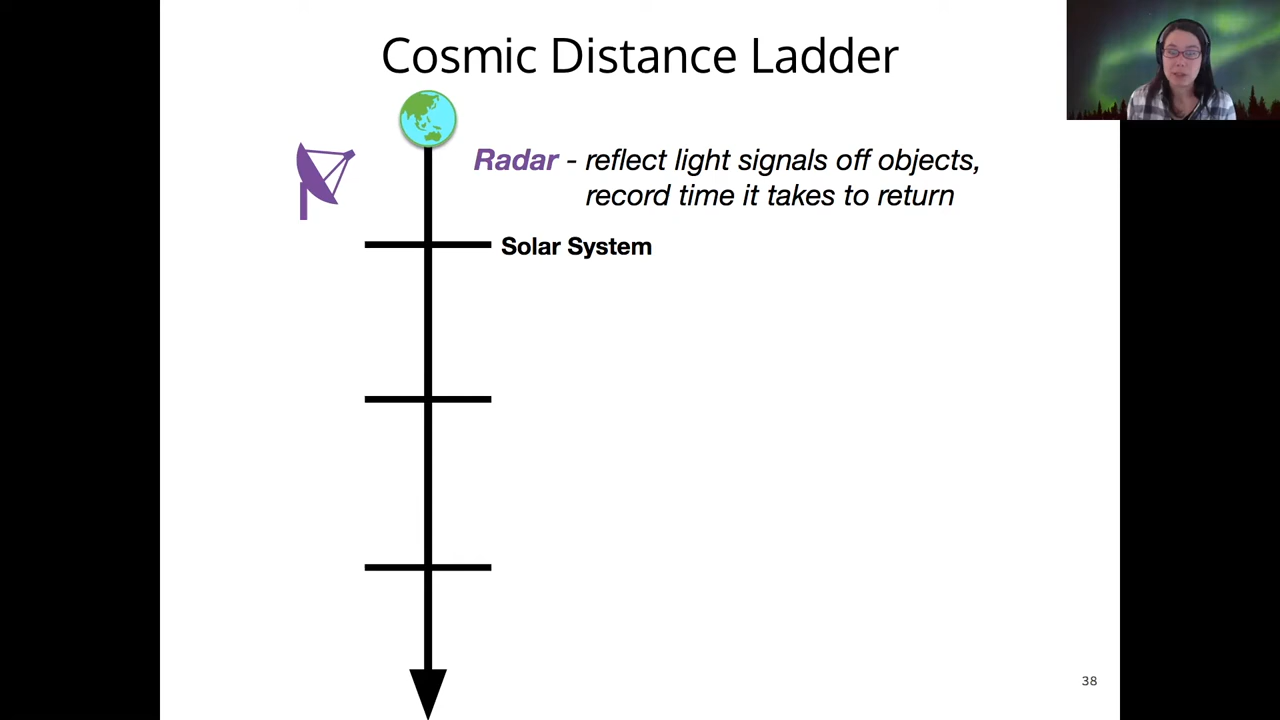 Cosmic Distance Ladder
Radar - reflect light signals off objects,
record time it takes to return
Solar System
38